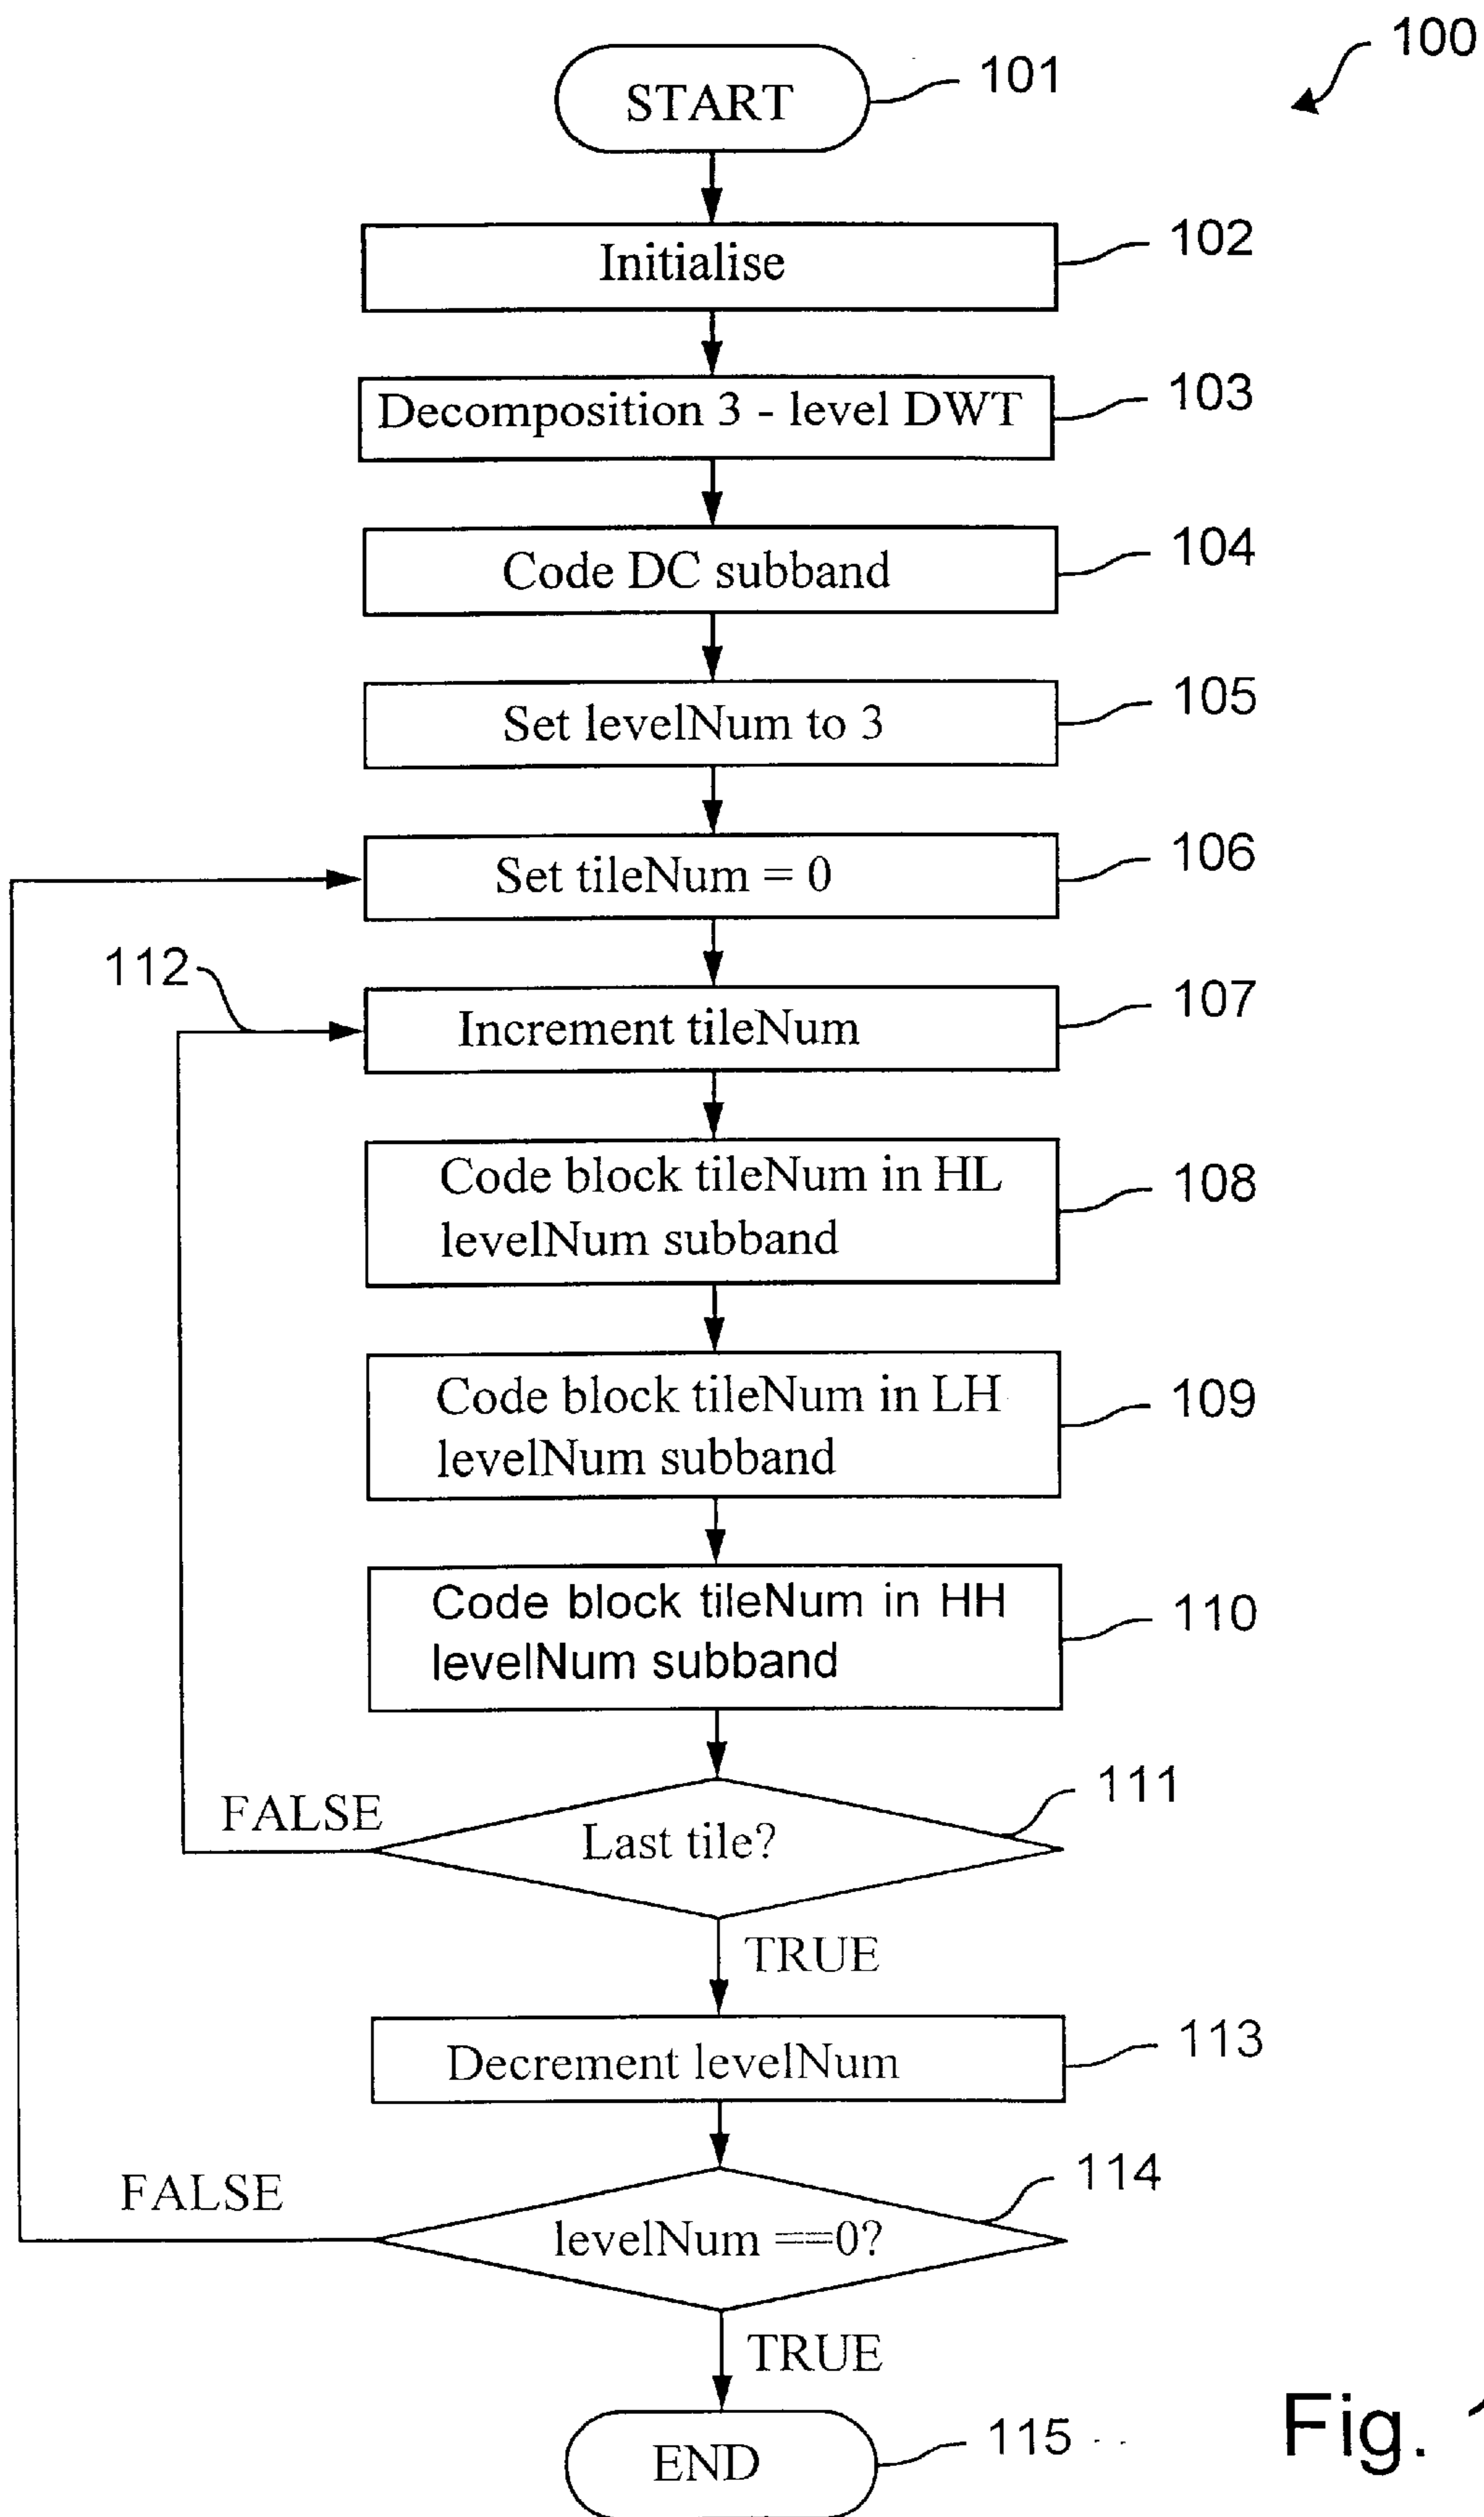 100
START
101
Initialise
102
Decomposition 3 - level DWT
103
Code DC subband
104
Set levelNum to 3
105
Set tileNum = 0
106
112
Increment tileNum
107
Code block tileNum in HL
levelNum subband
108
Code block tileNum in LH
levelNum subband
109
Code block tileNum in HH
levelNum subband
110
111
FALSE
Last tile?
TRUE
Decrement levelNum
113
FALSE
114
levelNum ==0?
TRUE
END
115
Fig.